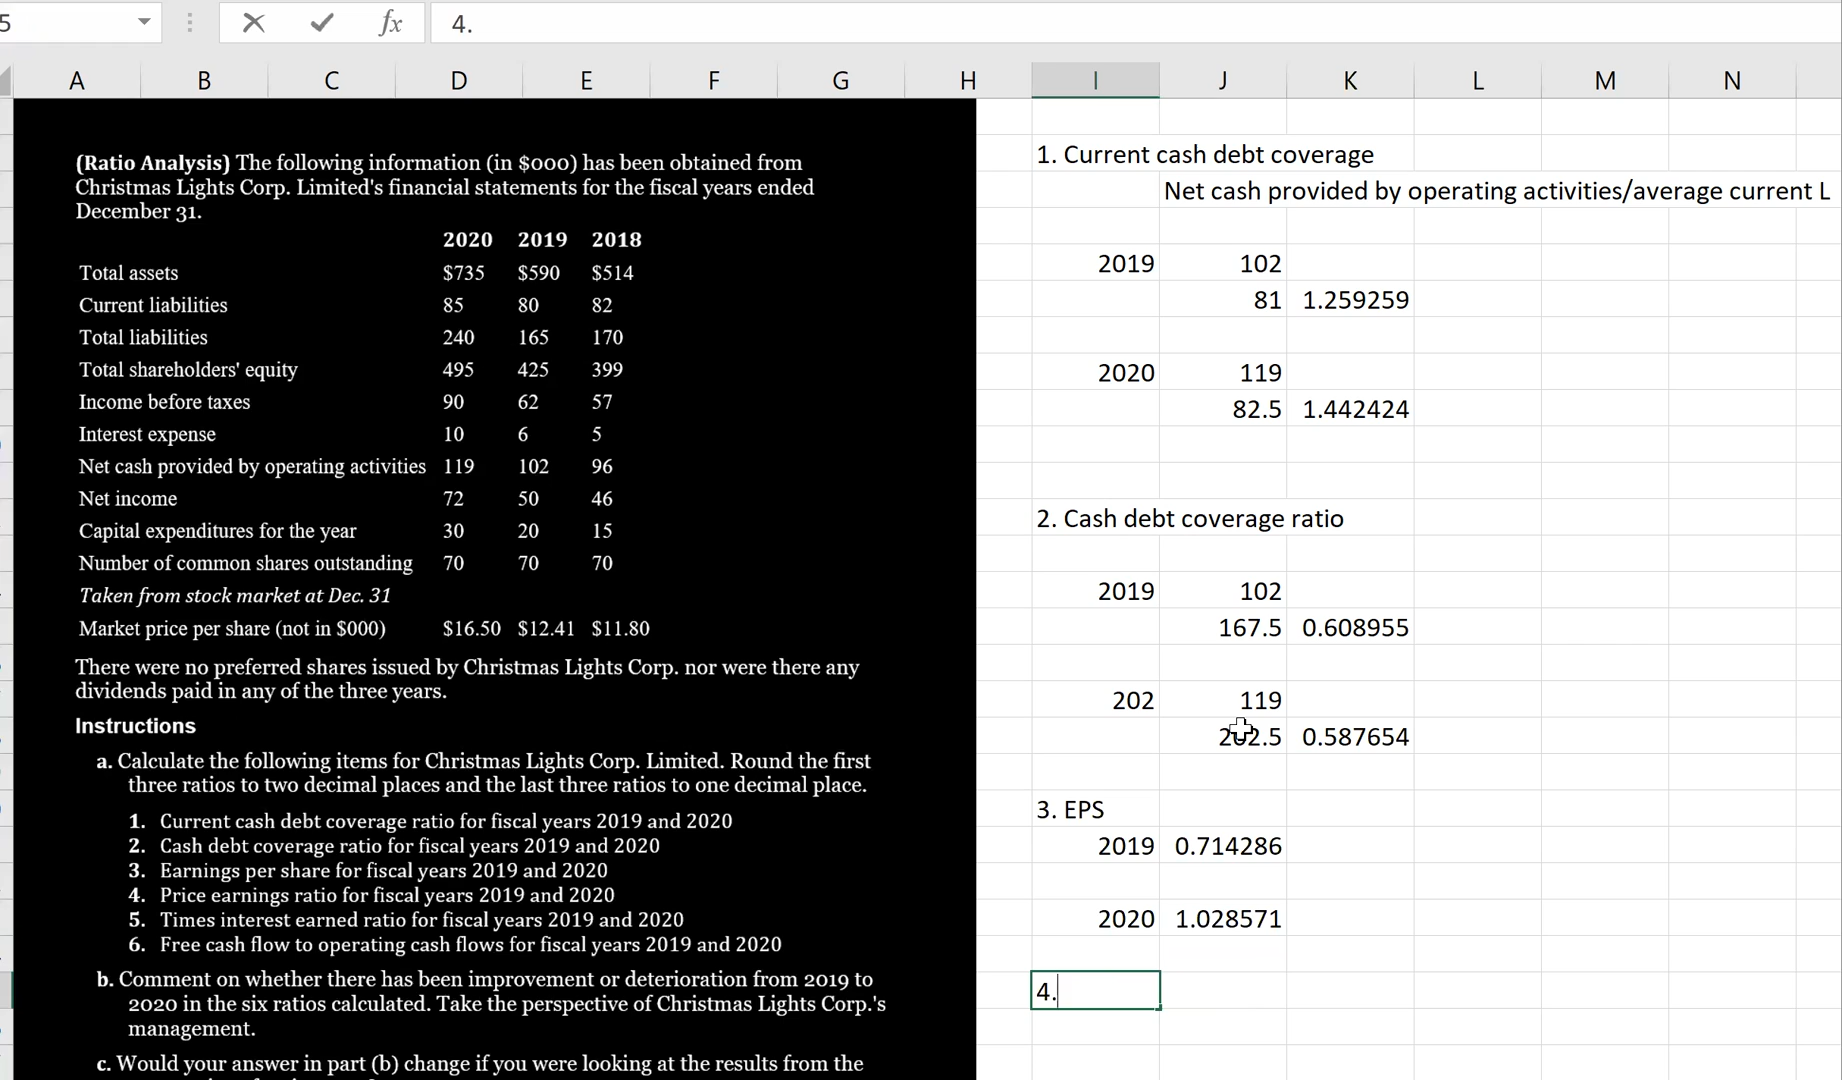 5 fx 4.
A B C D E F G H I J K L M N
(Ratio Analysis) The following information (in $000) has been obtained from
Christmas Lights Corp. Limited's financial statements for the fiscal years ended
December 31.
2020 2019 2018
Total assets $735 $590 $514
Current liabilities 85 80 82
Total liabilities 240 165 170
Total shareholders' equity 495 425 399
Income before taxes 90 62 57
Interest expense 10 6 5
Net cash provided by operating activities 119 102 96
Net income 72 50 46
Capital expenditures for the year 30 20 15
Number of common shares outstanding 70 70 70
Taken from stock market at Dec. 31
Market price per share (not in $000) $16.50 $12.41 $11.80
There were no preferred shares issued by Christmas Lights Corp. nor were there any
dividends paid in any of the three years.
Instructions
a. Calculate the following items for Christmas Lights Corp. Limited. Round the first
three ratios to two decimal places and the last three ratios to one decimal place.
1. Current cash debt coverage ratio for fiscal years 2019 and 2020
2. Cash debt coverage ratio for fiscal years 2019 and 2020
3. Earnings per share for fiscal years 2019 and 2020
4. Price earnings ratio for fiscal years 2019 and 2020
5. Times interest earned ratio for fiscal years 2019 and 2020
6. Free cash flow to operating cash flows for fiscal years 2019 and 2020
b. Comment on whether there has been improvement or deterioration from 2019 to
2020 in the six ratios calculated. Take the perspective of Christmas Lights Corp.'s
management.
c. Would your answer in part (b) change if you were looking at the results from the
1. Current cash debt coverage
Net cash provided by operating activities/average current L
2019 102
81 1.259259
2020 119
82.5 1.442424
2. Cash debt coverage ratio
2019 102
167.5 0.608955
202 119
202.5 0.587654
3. EPS
2019 0.714286
2020 1.028571
4.